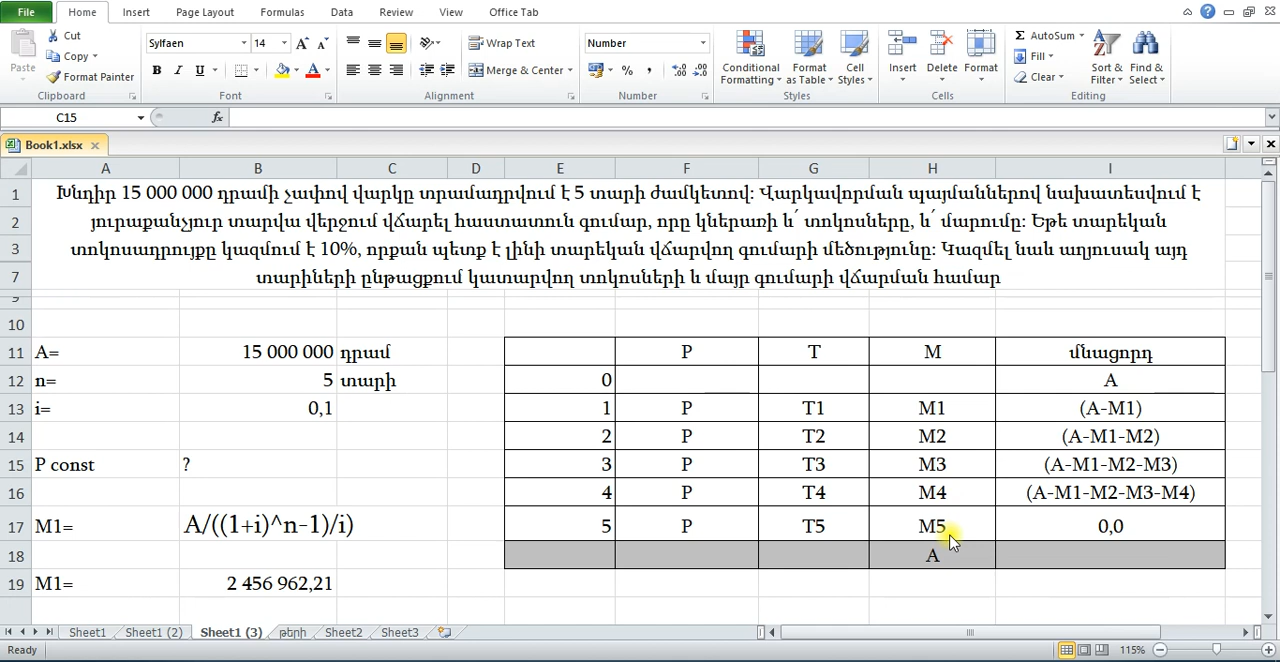 File Home Insert Page Layout Formulas Data Review View Office Tab
Cut
Copy
Format Painter
Paste
Sylfaen 14
Wrap Text
Merge & Center
Number
Conditional Formatting
Format as Table
Cell Styles
Insert
Delete
Format
AutoSum
Fill
Clear
Sort & Filter
Find & Select
Clipboard Font Alignment Number Styles Cells Editing
C15 fx
Book1.xlsx
A B C D E F G H I
1 Խնդիր 15 000 000 դրամի չափով վարկը տրամադրվում է 5 տարի ժամկետով։ Վարկավորման պայմաններով նախատեսվում է
2 յուրաքանչյուր տարվա վերջում վճարել հաստատուն գումար, որը կներառի և՛ տոկոսները, և՛ մարումը։ Եթե տարեկան
3 տոկոսադրույքը կազմում է 10%, որքան պետք է լինի տարեկան վճարվող գումարի մեծությունը։ Կազմել նաև աղյուսակ այդ
7 տարիների ընթացքում կատարվող տոկոսների և մայր գումարի վճարման համար
9
10
11 A= 15 000 000 դրամ P T M մնացորդ
12 n= 5 տարի 0 A
13 i= 0,1 1 P T1 M1 (A-M1)
14 2 P T2 M2 (A-M1-M2)
15 P const ? 3 P T3 M3 (A-M1-M2-M3)
16 4 P T4 M4 (A-M1-M2-M3-M4)
17 M1= A/((1+i)^n-1)/i) 5 P T5 M5 0,0
18 A
19 M1= 2 456 962,21
Sheet1 Sheet1 (2) Sheet1 (3) թերի Sheet2 Sheet3
Ready 115%